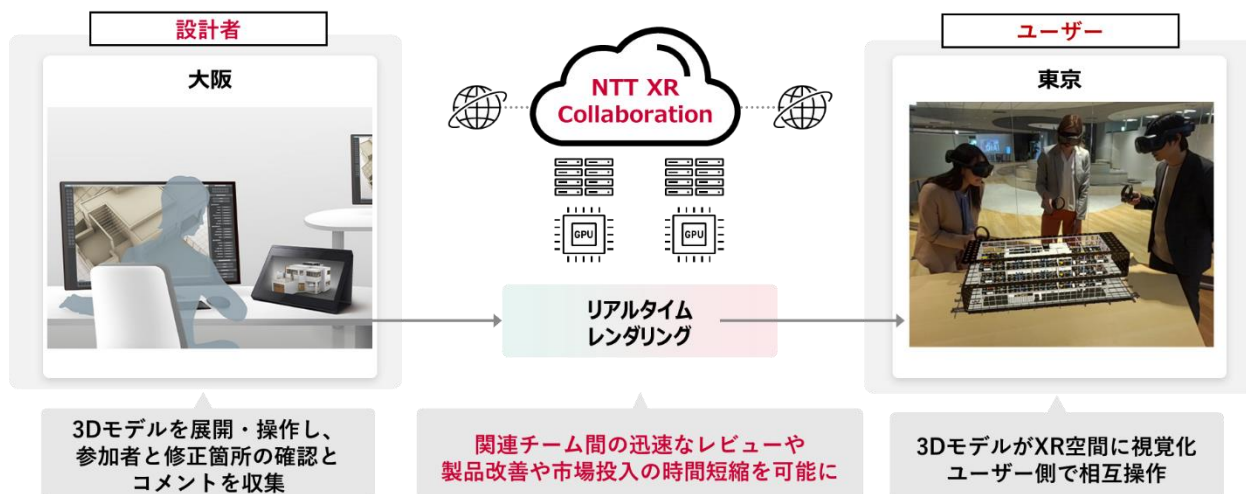 設計者
大阪
3Dモデルを展開・操作し、
参加者と修正箇所の確認と
コメントを収集
NTT XR
Collaboration
GPU
GPU
リアルタイム
レンダリング
関連チーム間の迅速なレビューや
製品改善や市場投入の時間短縮を可能に
ユーザー
東京
3DモデルがXR空間に視覚化
ユーザー側で相互操作